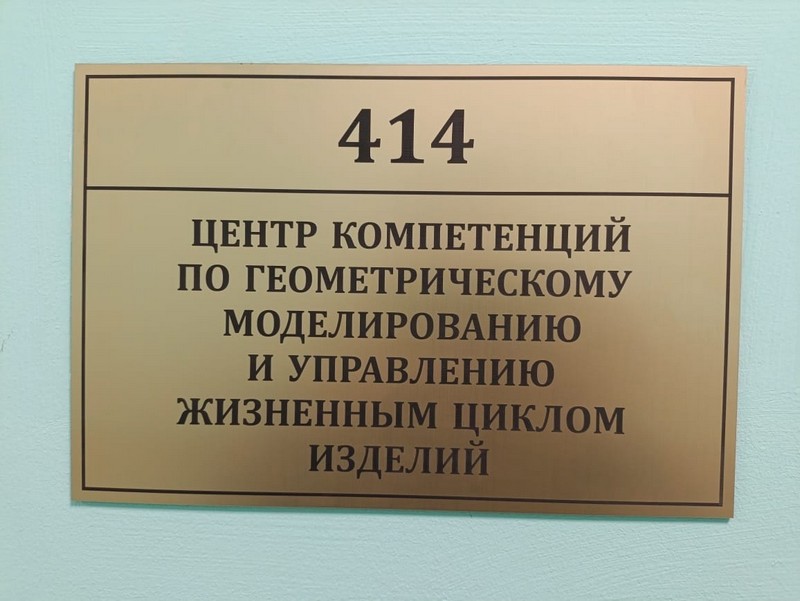 414
ЦЕНТР КОМПЕТЕНЦИЙ
ПО ГЕОМЕТРИЧЕСКОМУ
МОДЕЛИРОВАНИЮ
И УПРАВЛЕНИЮ
ЖИЗНЕННЫМ ЦИКЛОМ
ИЗДЕЛИЙ